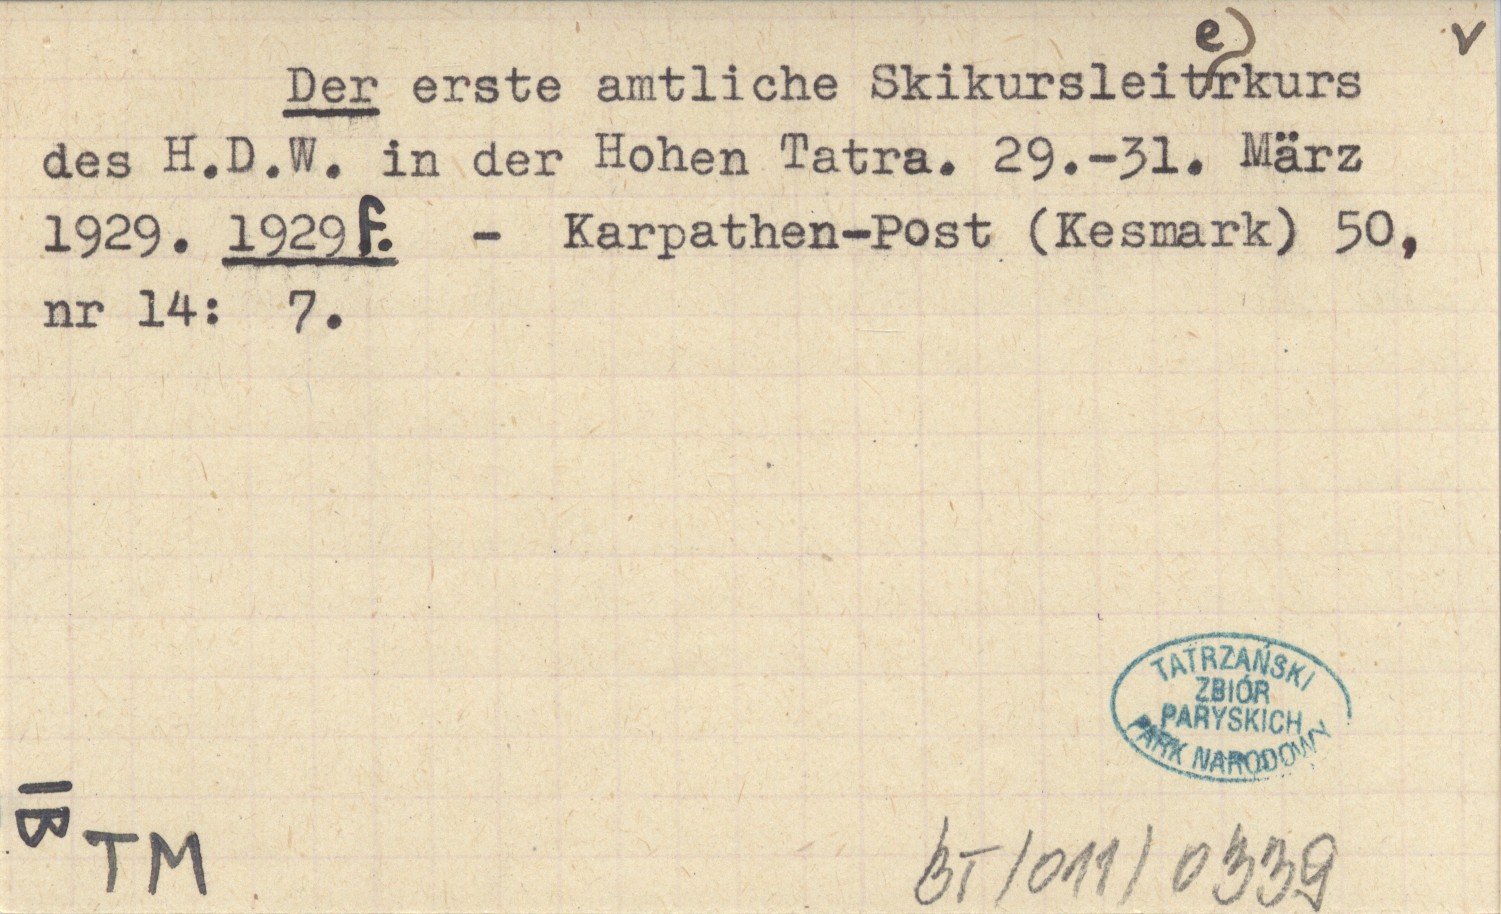 e v
Der erste amtliche Skikursleitrkurs
des H.D.W. in der Hohen Tatra. 29.-31. März
1929. 1929f. - Karpathen-Post (Kesmark) 50,
nr 14: 7.
TATRZAŃSKI
ZBIÓR
PARYSKICH
PARK NARODOWY
IB
TM
BT/011/0339